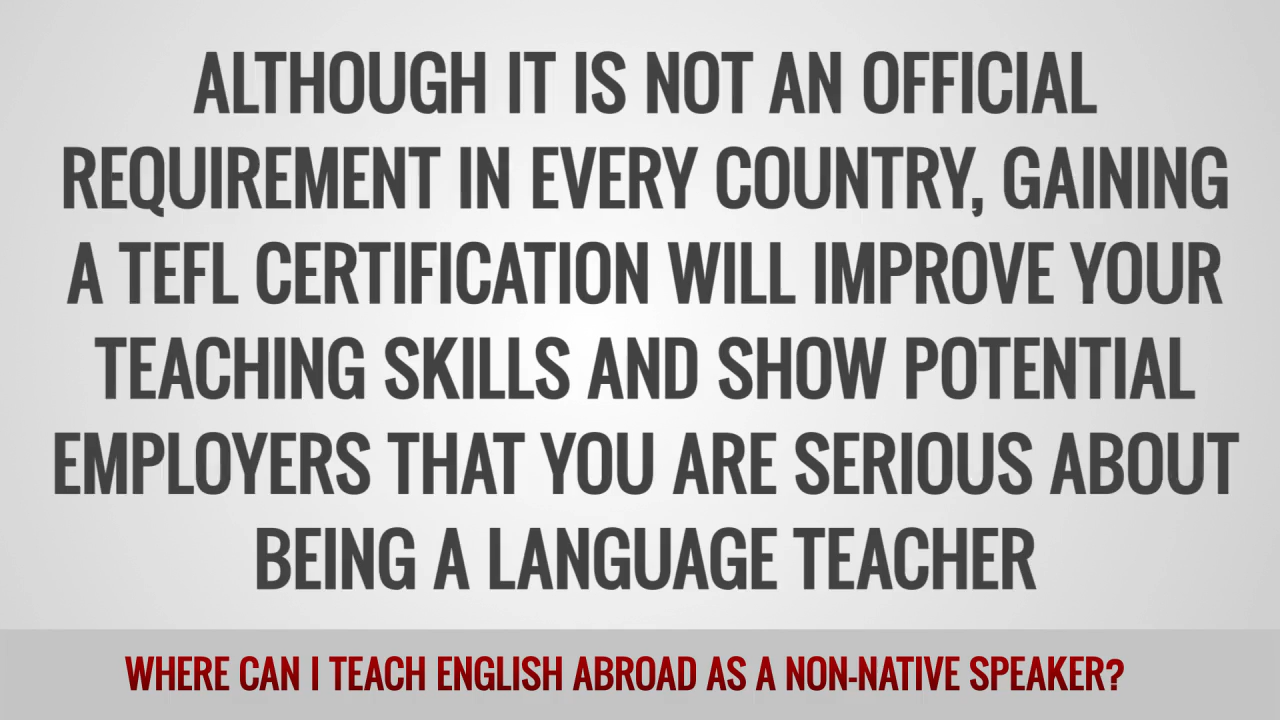 ALTHOUGH IT IS NOT AN OFFICIAL
REQUIREMENT IN EVERY COUNTRY, GAINING
A TEFL CERTIFICATION WILL IMPROVE YOUR
TEACHING SKILLS AND SHOW POTENTIAL
EMPLOYERS THAT YOU ARE SERIOUS ABOUT
BEING A LANGUAGE TEACHER
WHERE CAN I TEACH ENGLISH ABROAD AS A NON-NATIVE SPEAKER?